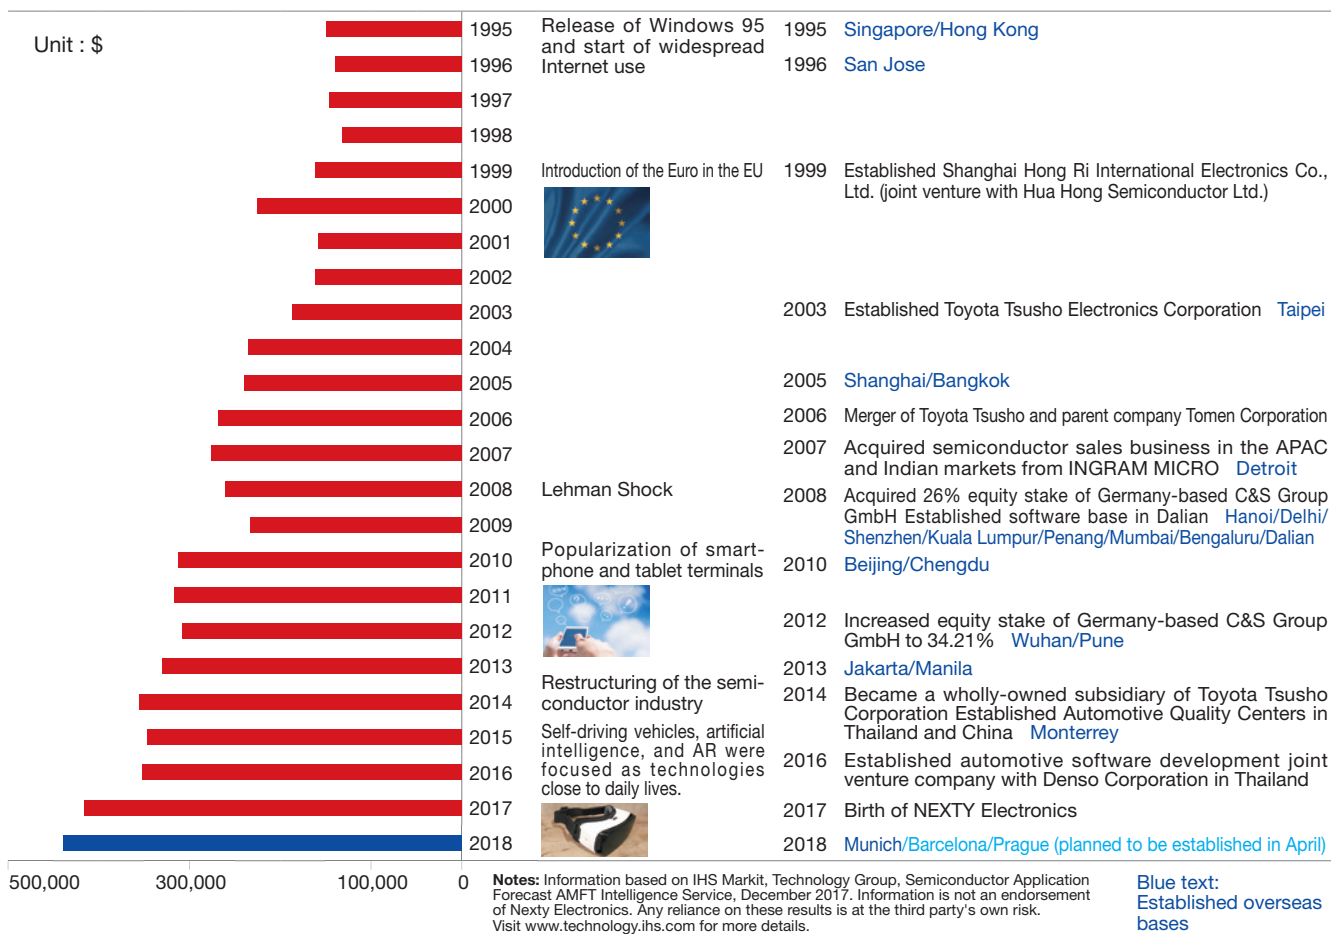 Unit : $
1995
1996
1997
1998
1999
2000
2001
2002
2003
2004
2005
2006
2007
2008
2009
2010
2011
2012
2013
2014
2015
2016
2017
2018
500,000
300,000
100,000
0
Release of Windows 95
and start of widespread
Internet use
Introduction of the Euro in the EU
Lehman Shock
Popularization of smart-
phone and tablet terminals
Restructuring of the semi-
conductor industry
Self-driving vehicles, artificial
intelligence, and AR were
focused as technologies
close to daily lives.
1995 Singapore/Hong Kong
1996 San Jose
1999 Established Shanghai Hong Ri International Electronics Co.,
Ltd. (joint venture with Hua Hong Semiconductor Ltd.)
2003 Established Toyota Tsusho Electronics Corporation Taipei
2005 Shanghai/Bangkok
2006 Merger of Toyota Tsusho and parent company Tomen Corporation
2007 Acquired semiconductor sales business in the APAC
and Indian markets from INGRAM MICRO Detroit
2008 Acquired 26% equity stake of Germany-based C&S Group
GmbH Established software base in Dalian Hanoi/Delhi/
Shenzhen/Kuala Lumpur/Penang/Mumbai/Bengaluru/Dalian
2010 Beijing/Chengdu
2012 Increased equity stake of Germany-based C&S Group
GmbH to 34.21% Wuhan/Pune
2013 Jakarta/Manila
2014 Became a wholly-owned subsidiary of Toyota Tsusho
Corporation Established Automotive Quality Centers in
Thailand and China Monterrey
2016 Established automotive software development joint
venture company with Denso Corporation in Thailand
2017 Birth of NEXTY Electronics
2018 Munich/Barcelona/Prague (planned to be established in April)
Notes: Information based on IHS Markit, Technology Group, Semiconductor Application
Forecast AMFT Intelligence Service, December 2017. Information is not an endorsement
of Nexty Electronics. Any reliance on these results is at the third party's own risk.
Visit www.technology.ihs.com for more details.
Blue text:
Established overseas
bases